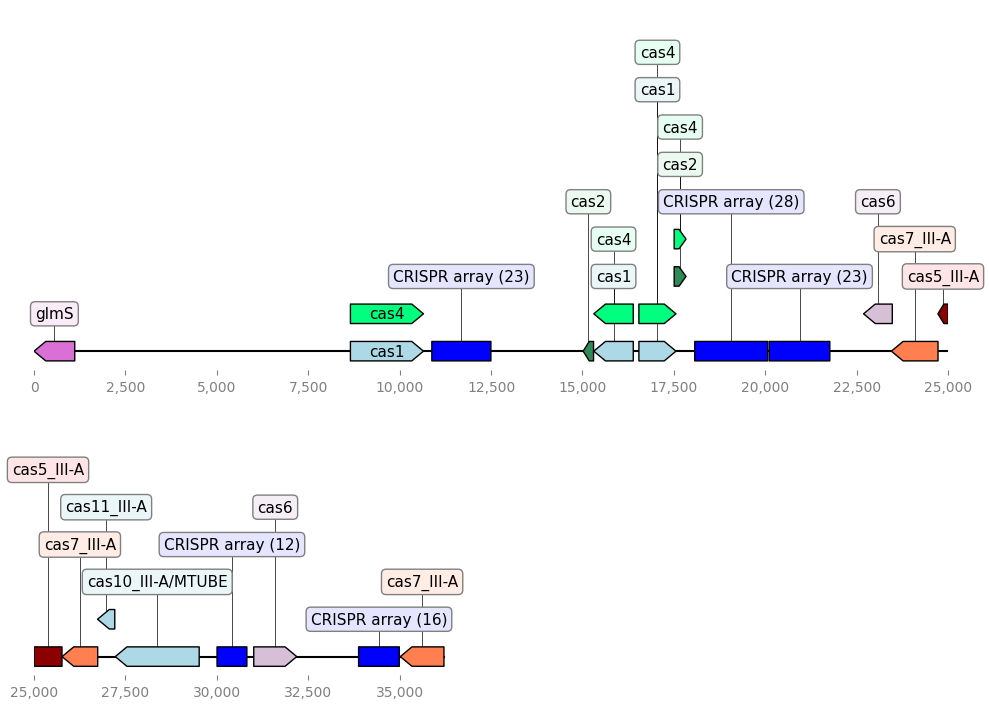 cas4
cas1
cas4
cas2
cas2
CRISPR array (28)
cas6
cas4
cas7_III-A
CRISPR array (23)
cas1
CRISPR array (23)
cas5_III-A
glmS
cas4
cas1
0
2,500
5,000
7,500
10,000
12,500
15,000
17,500
20,000
22,500
25,000
cas5_III-A
cas11_III-A
cas6
cas7_III-A
CRISPR array (12)
cas10_III-A/MTUBE
cas7_III-A
CRISPR array (16)
25,000
27,500
30,000
32,500
35,000